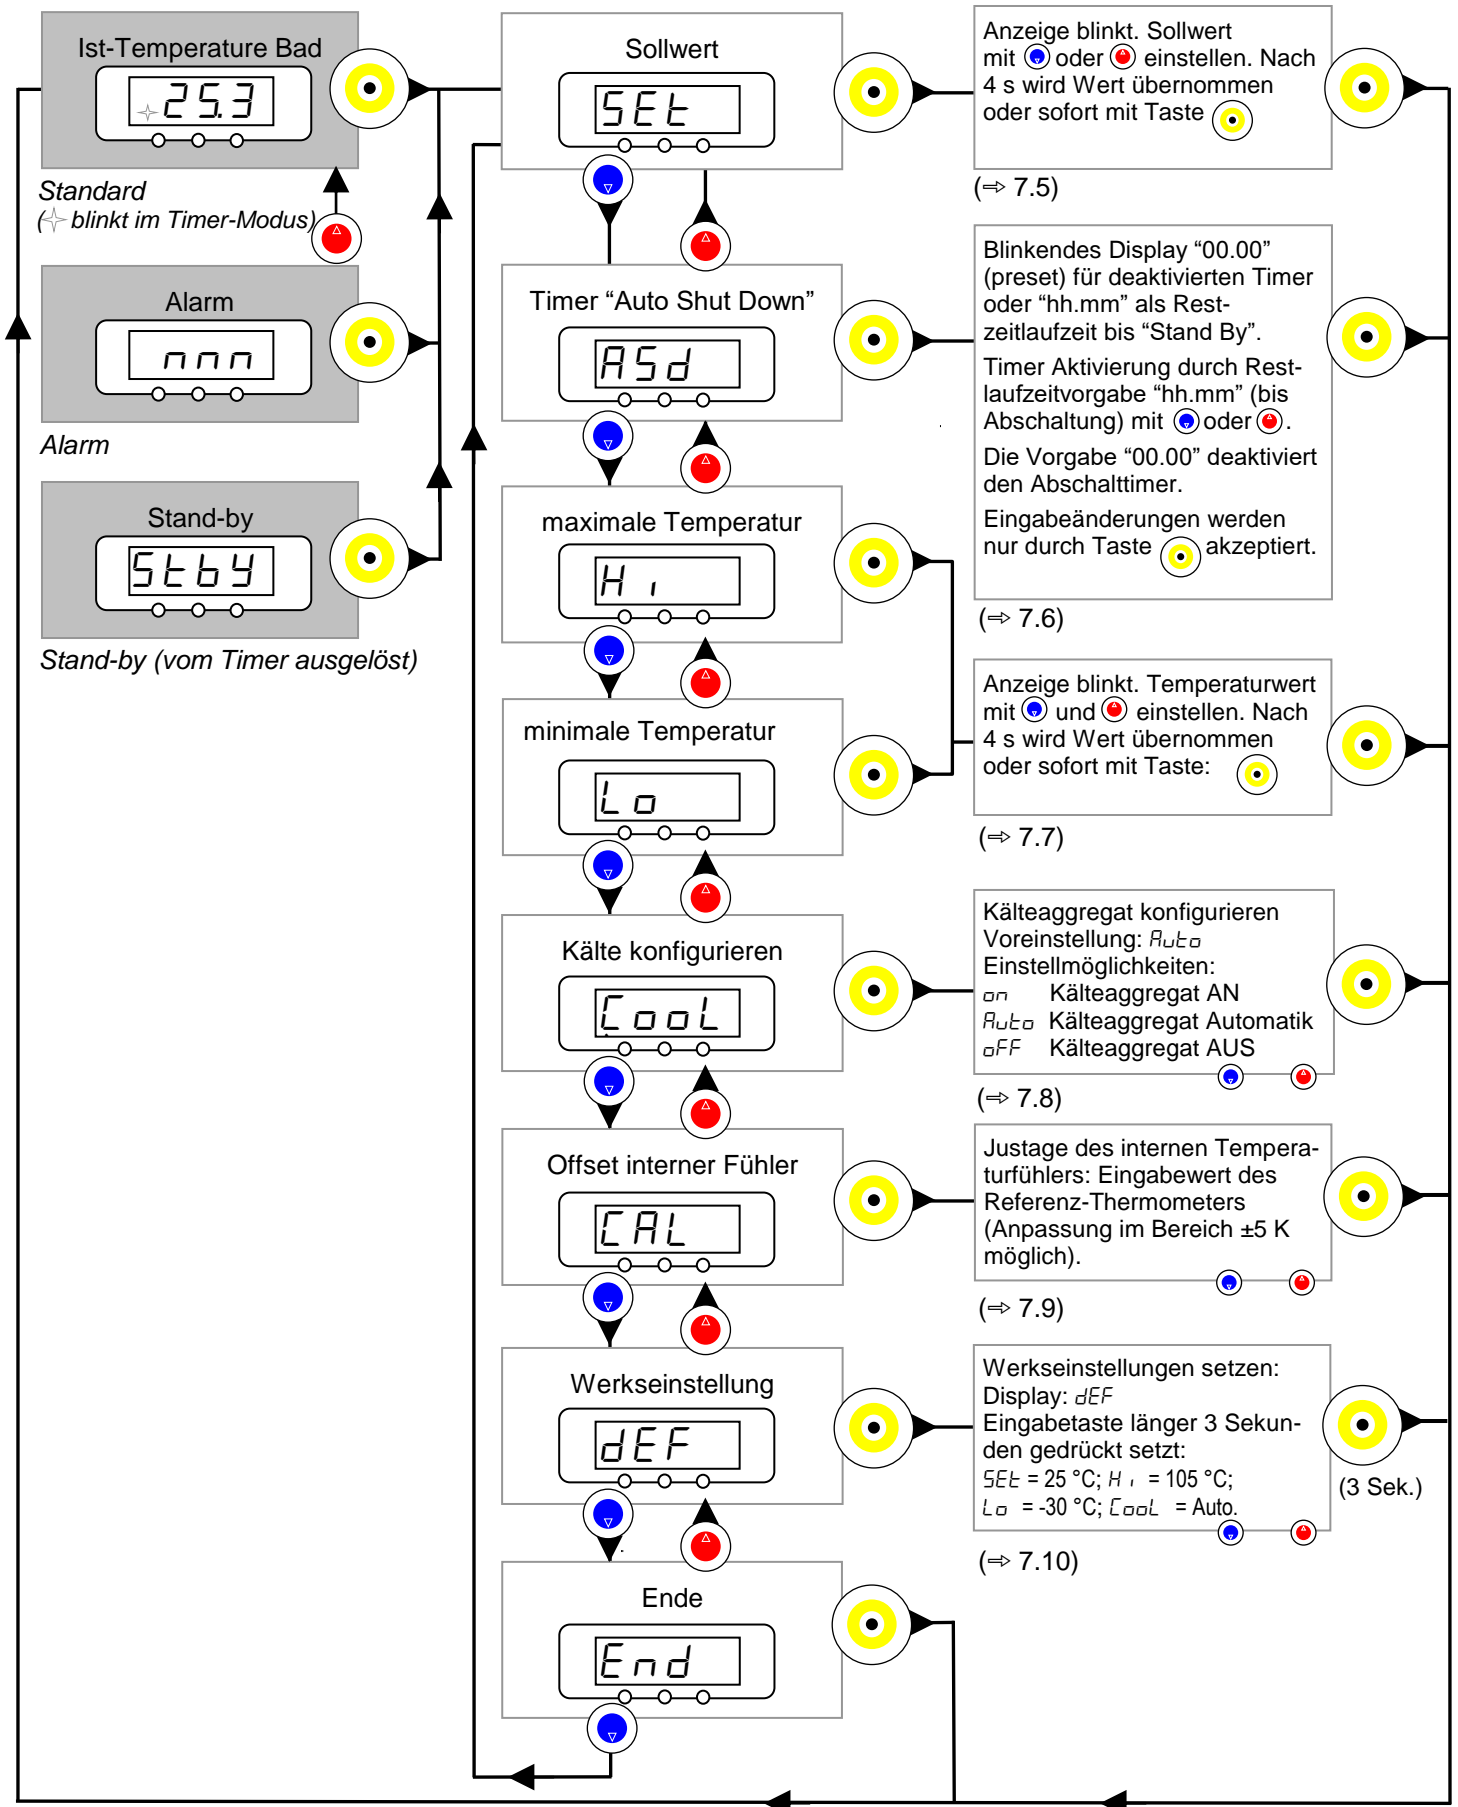 Ist-Temperature Bad
25.3
Standard
(blinkt im Timer-Modus)
Alarm
nnn
Alarm
Stand-by
Stby
Stand-by (vom Timer ausgelöst)
Sollwert
SEt
Timer “Auto Shut Down”
ASd
maximale Temperatur
Hi
minimale Temperatur
Lo
Kälte konfigurieren
CooL
Offset interner Fühler
CAL
Werkseinstellung
dEF
Ende
End
Anzeige blinkt. Sollwert
mit oder einstellen. Nach
4 s wird Wert übernommen
oder sofort mit Taste
(⇨ 7.5)
Blinkendes Display “00.00”
(preset) für deaktivierten Timer
oder “hh.mm” als Rest-
zeitlaufzeit bis “Stand By”.
Timer Aktivierung durch Rest-
laufzeitvorgabe “hh.mm” (bis
Abschaltung) mit oder .
Die Vorgabe “00.00” deaktiviert
den Abschalttimer.
Eingabeänderungen werden
nur durch Taste akzeptiert.
(⇨ 7.6)
Anzeige blinkt. Temperaturwert
mit und einstellen. Nach
4 s wird Wert übernommen
oder sofort mit Taste:
(⇨ 7.7)
Kälteaggregat konfigurieren
Voreinstellung: Auto
Einstellmöglichkeiten:
on Kälteaggregat AN
Auto Kälteaggregat Automatik
oFF Kälteaggregat AUS
(⇨ 7.8)
Justage des internen Tempera-
turfühlers: Eingabewert des
Referenz-Thermometers
(Anpassung im Bereich ±5 K
möglich).
(⇨ 7.9)
Werkseinstellungen setzen:
Display: dEF
Eingabetaste länger 3 Sekun-
den gedrückt setzt:
SEt = 25 °C; Hi = 105 °C;
Lo = -30 °C; CooL = Auto.
(3 Sek.)
(⇨ 7.10)